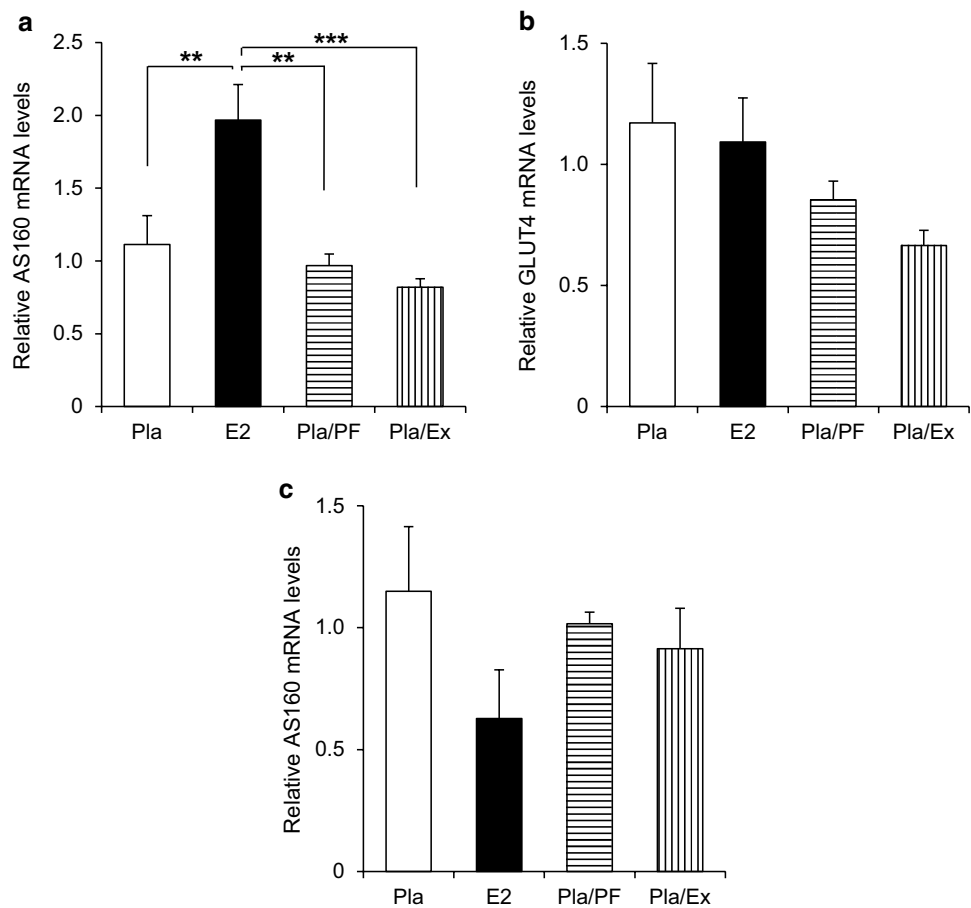 a
Relative AS160 mRNA levels
2.5
2.0
1.5
1.0
0.5
0
** ** ***
Pla E2 Pla/PF Pla/Ex
b
Relative GLUT4 mRNA levels
1.5
1.0
0.5
0
Pla E2 Pla/PF Pla/Ex
c
Relative AS160 mRNA levels
1.5
1.0
0.5
0
Pla E2 Pla/PF Pla/Ex